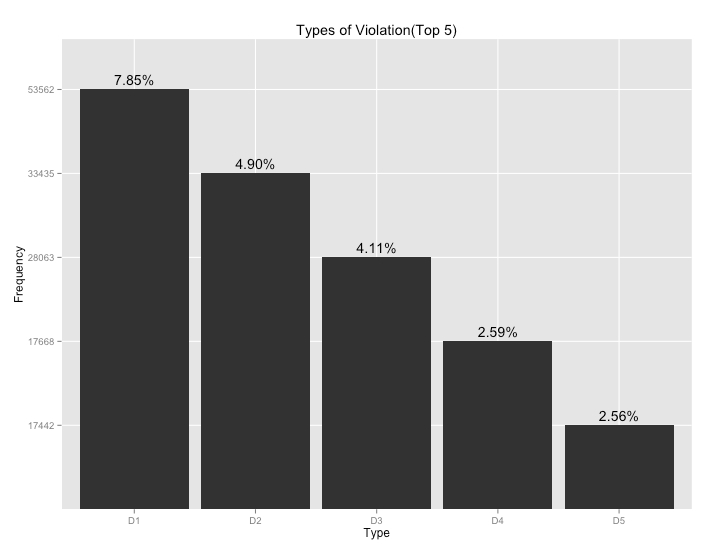 Types of Violation(Top 5)
7.85%
53562
4.90%
33435
4.11%
28063
Frequency
2.59%
17668
2.56%
17442
D1 D2 D3 D4 D5
Type